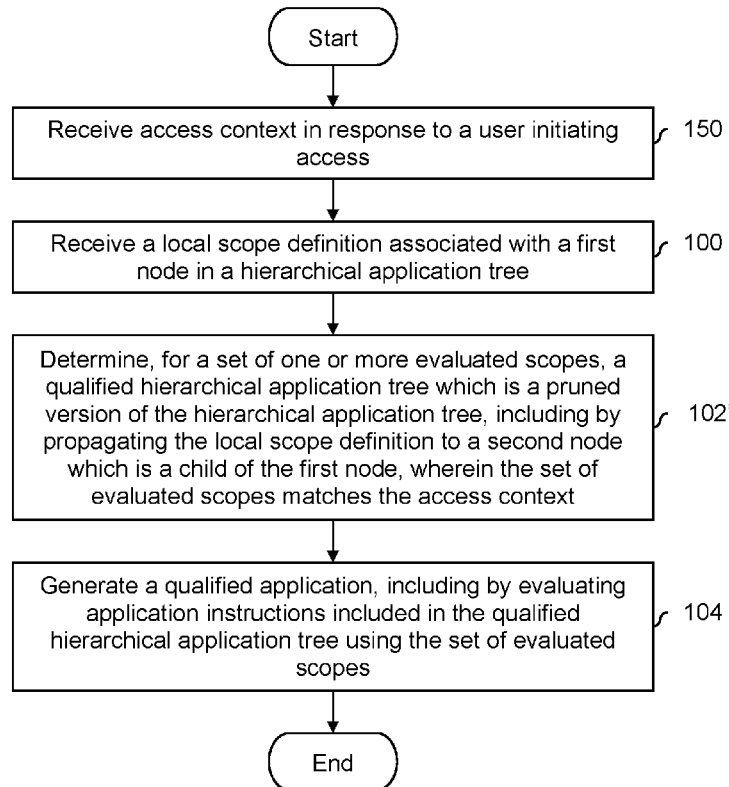 Start
Receive access context in response to a user initiating
access
150
Receive a local scope definition associated with a first
node in a hierarchical application tree
100
Determine, for a set of one or more evaluated scopes, a
qualified hierarchical application tree which is a pruned
version of the hierarchical application tree, including by
propagating the local scope definition to a second node
which is a child of the first node, wherein the set of
evaluated scopes matches the access context
102'
Generate a qualified application, including by evaluating
application instructions included in the qualified
hierarchical application tree using the set of evaluated
scopes
104
End